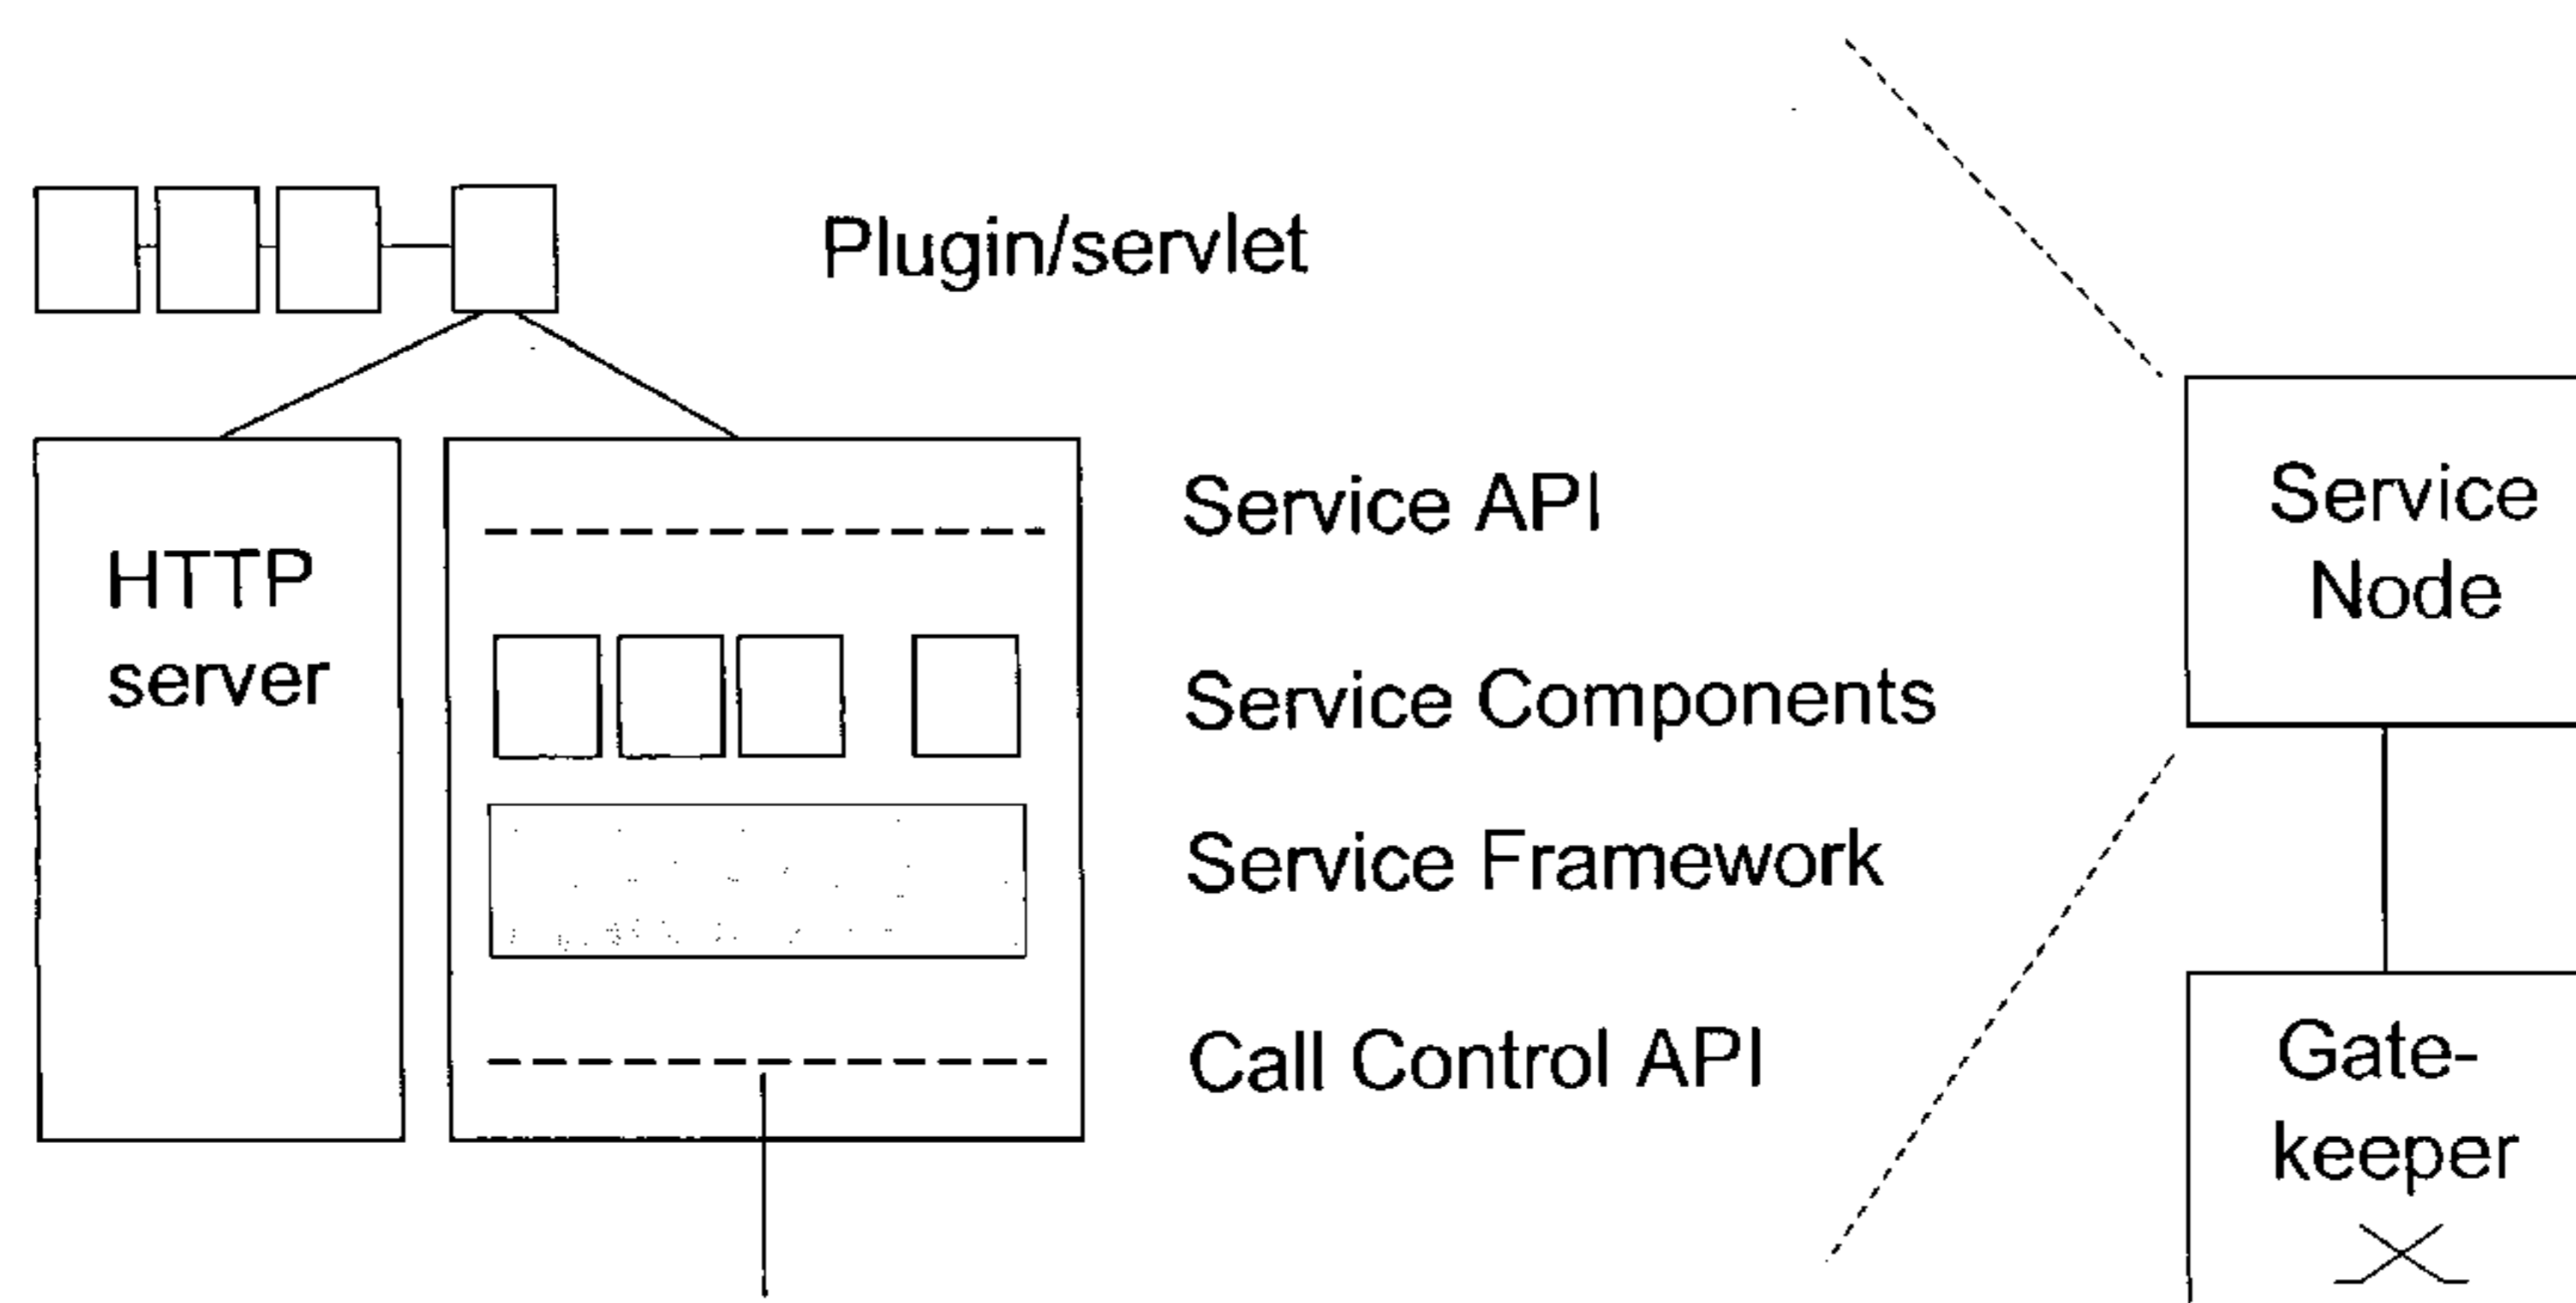 Plugin/servlet
HTTP
server
Service API
Service Components
Service Framework
Call Control API
Service
Node
Gate-
keeper